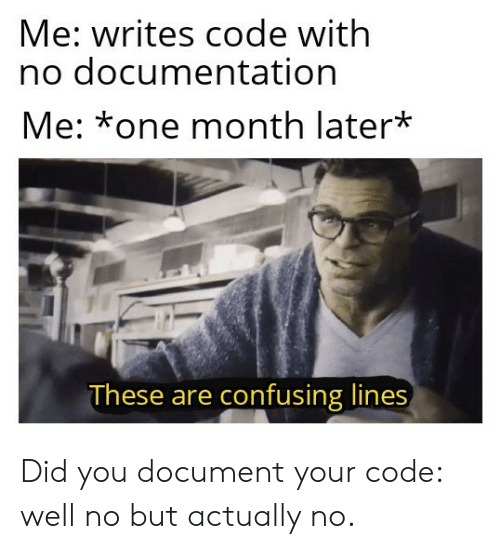 Me: writes code with
no documentation
Me: *one month later*
These are confusing lines
Did you document your code:
well no but actually no.